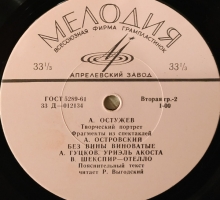 МЕЛОДИЯ
ВСЕСОЮЗНАЯ ФИРМА ГРАМПЛАСТИНОК
33⅓ 33⅓
АПРЕЛЕВСКИЙ ЗАВОД
ГОСТ 5289-61 Вторая гр.-2
33 Д—012134 1-00
А. ОСТУЖЕВ
Творческий портрет
Фрагменты из спектаклей
А. ОСТРОВСКИЙ
БЕЗ ВИНЫ ВИНОВАТЫЕ
А. ГУЦКОВ. УРИЭЛЬ АКОСТА
В. ШЕКСПИР—ОТЕЛЛО
Пояснительный текст
читает Р. Выгодский